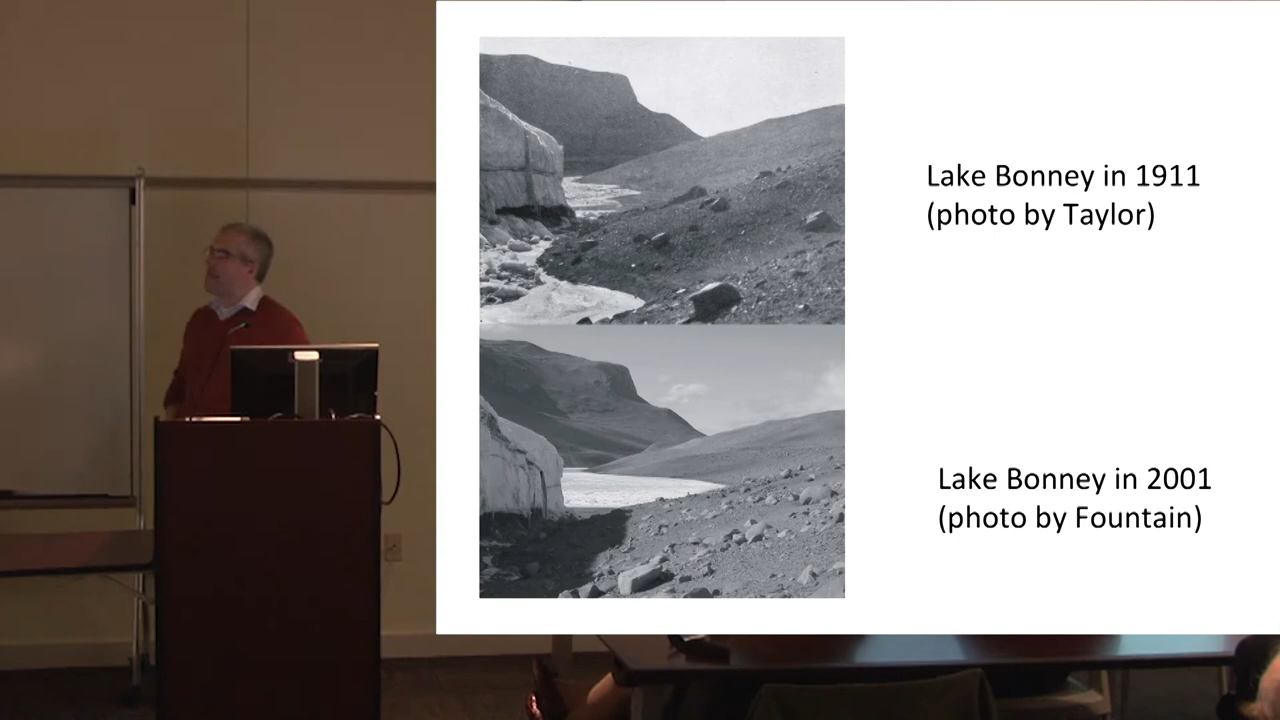 Lake Bonney in 1911
(photo by Taylor)
Lake Bonney in 2001
(photo by Fountain)